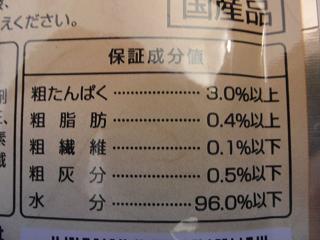 えください。
国産品
保証成分値
粗たんぱく ……………… 3.0%以上
粗脂肪 ……………… 0.4%以上
粗繊維 ……………… 0.1%以下
粗灰分 ……………… 0.5%以下
水分 ……………… 96.0%以下